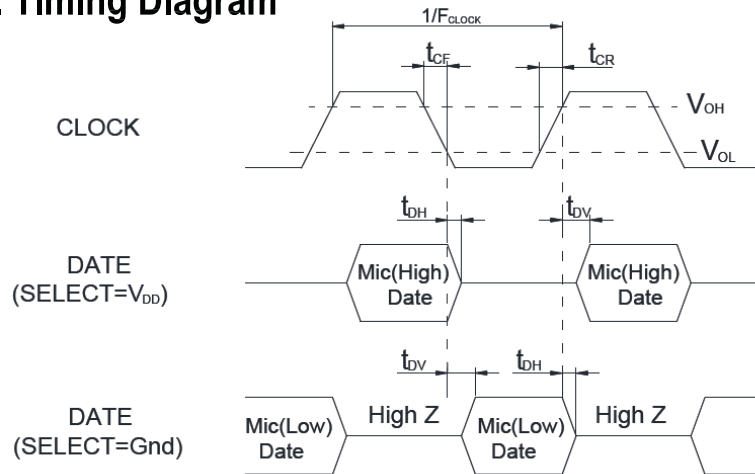 . Timing Diagram
1/FCLOCK
tCF
tCR
CLOCK
VOH
VOL
tDH
tDV
DATE
(SELECT=VDD)
Mic(High)
Date
Mic(High)
Date
tDV
tDH
DATE
(SELECT=Gnd)
Mic(Low)
Date
High Z
Mic(Low)
Date
High Z